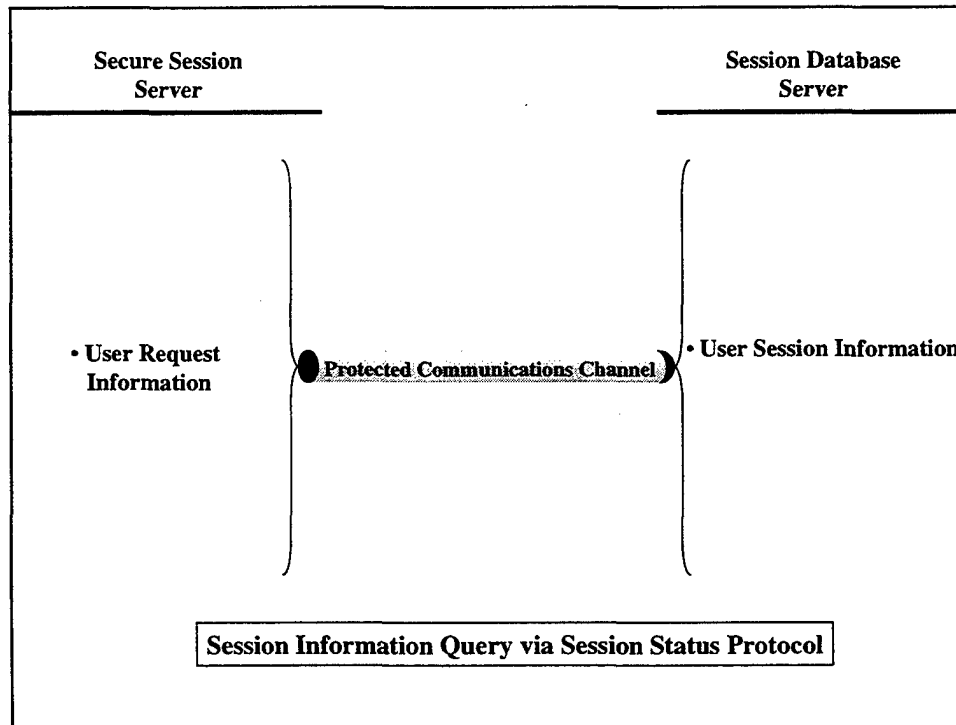 Secure Session
Server
Session Database
Server
• User Request
Information
Protected Communications Channel
• User Session Information
Session Information Query via Session Status Protocol